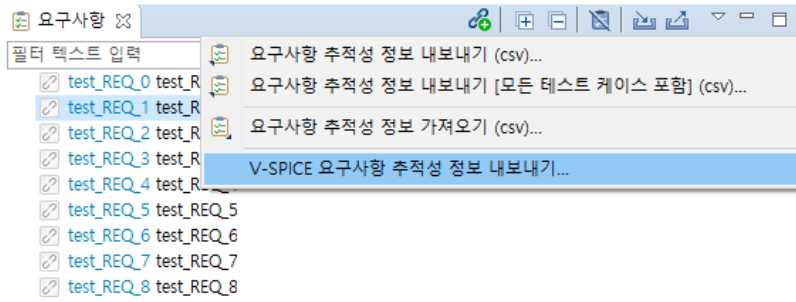 요구사항
필터 텍스트 입력
요구사항 추적성 정보 내보내기 (csv)...
요구사항 추적성 정보 내보내기 [모든 테스트 케이스 포함] (csv)...
요구사항 추적성 정보 가져오기 (csv)...
V-SPICE 요구사항 추적성 정보 내보내기...
test_REQ_0 test_R
test_REQ_1 test_R
test_REQ_2 test_R
test_REQ_3 test_R
test_REQ_4 test_R
test_REQ_5 test_REQ_5
test_REQ_6 test_REQ_6
test_REQ_7 test_REQ_7
test_REQ_8 test_REQ_8